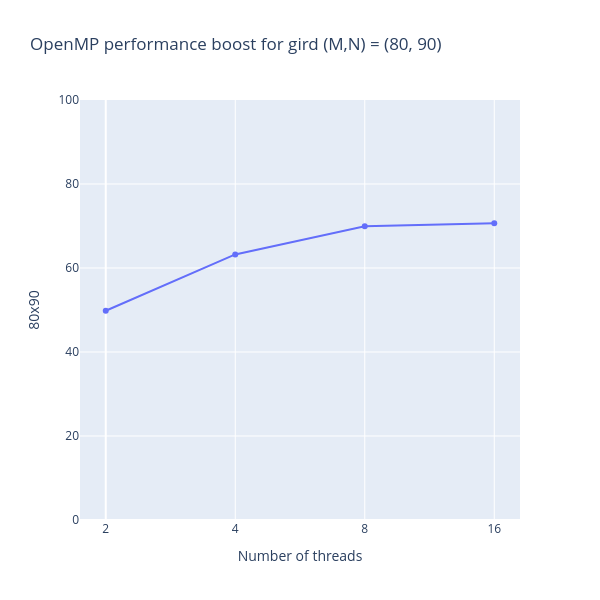 OpenMP performance boost for gird (M,N) = (80, 90)
100
80
60
40
20
0
80x90
2 4 8 16
Number of threads